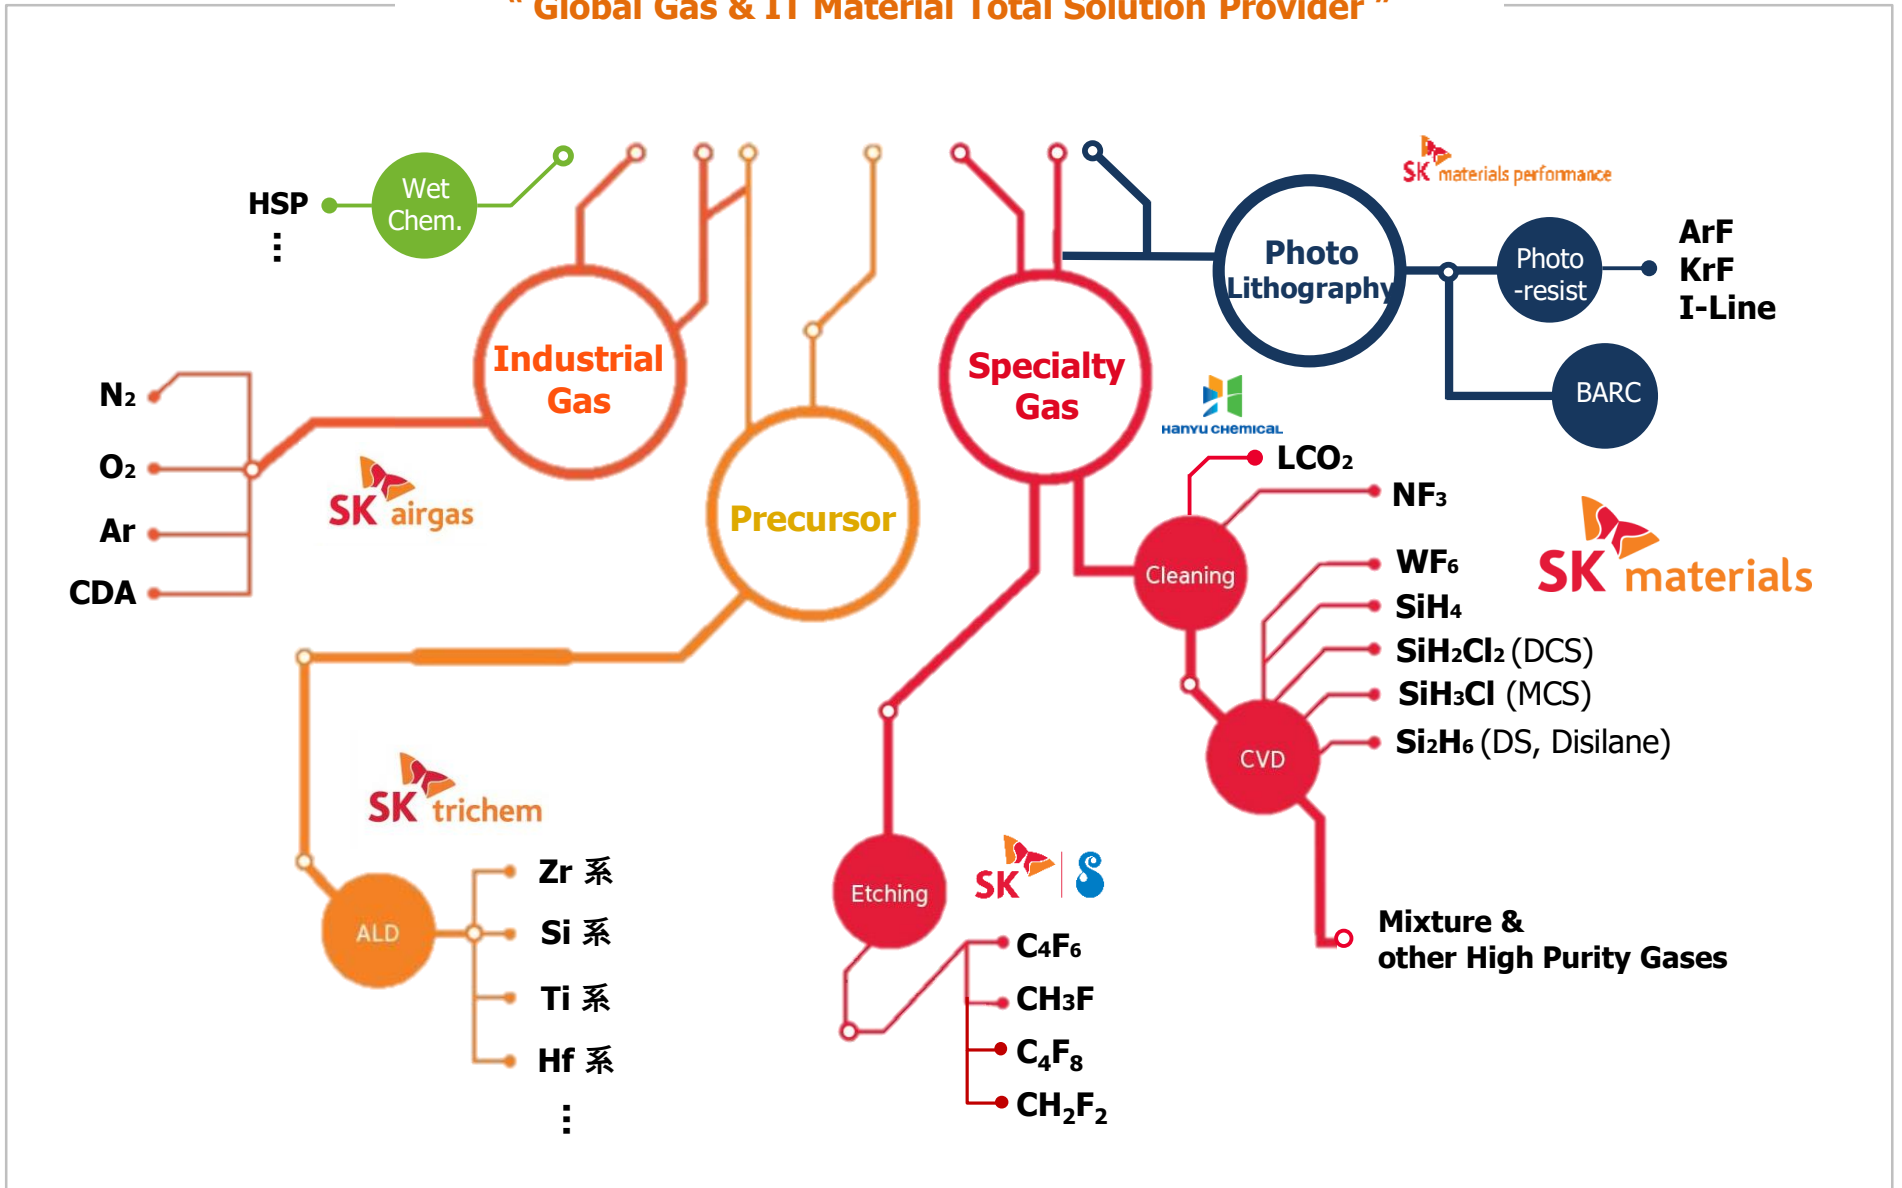 " Global Gas & IT Material Total Solution Provider "
HSP
⋮
Wet
Chem.
Industrial
Gas
N₂
O₂
Ar
CDA
SK airgas
Precursor
SK trichem
ALD
Zr 系
Si 系
Ti 系
Hf 系
⋮
Specialty
Gas
Photo
Lithography
SK materials performance
Photo
-resist
ArF
KrF
I-Line
BARC
HANYU CHEMICAL
LCO₂
NF₃
Cleaning
WF₆
SiH₄
SiH₂Cl₂ (DCS)
SiH₃Cl (MCS)
Si₂H₆ (DS, Disilane)
SK materials
CVD
Mixture &
other High Purity Gases
Etching
SK
C₄F₆
CH₃F
C₄F₈
CH₂F₂